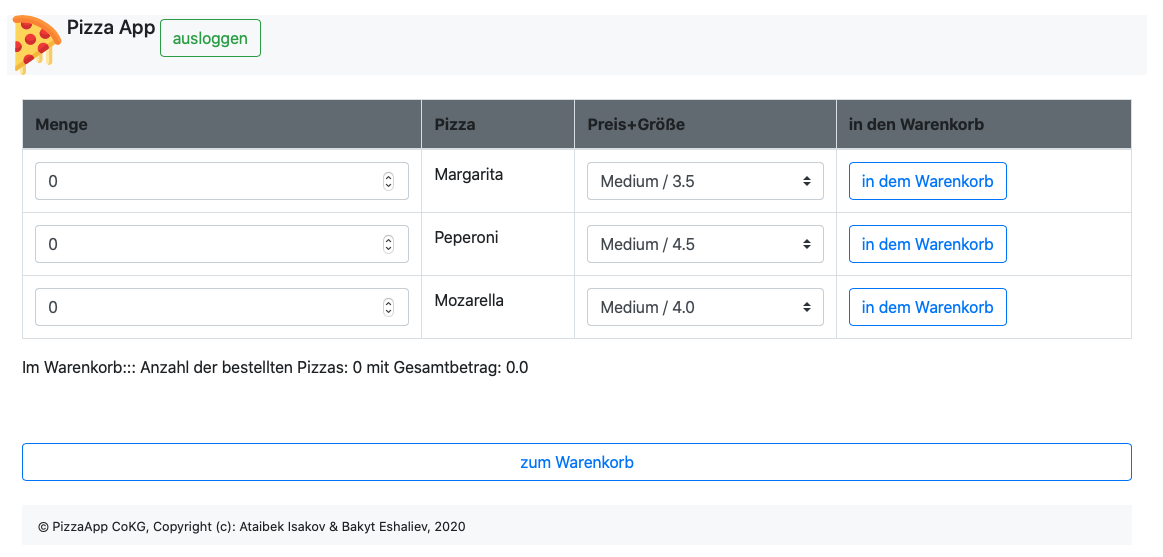 Pizza App ausloggen
Menge Pizza Preis+Größe in den Warenkorb
0 Margarita Medium / 3.5 in dem Warenkorb
0 Peperoni Medium / 4.5 in dem Warenkorb
0 Mozarella Medium / 4.0 in dem Warenkorb
Im Warenkorb::: Anzahl der bestellten Pizzas: 0 mit Gesamtbetrag: 0.0
zum Warenkorb
© PizzaApp CoKG, Copyright (c): Ataibek Isakov & Bakyt Eshaliev, 2020